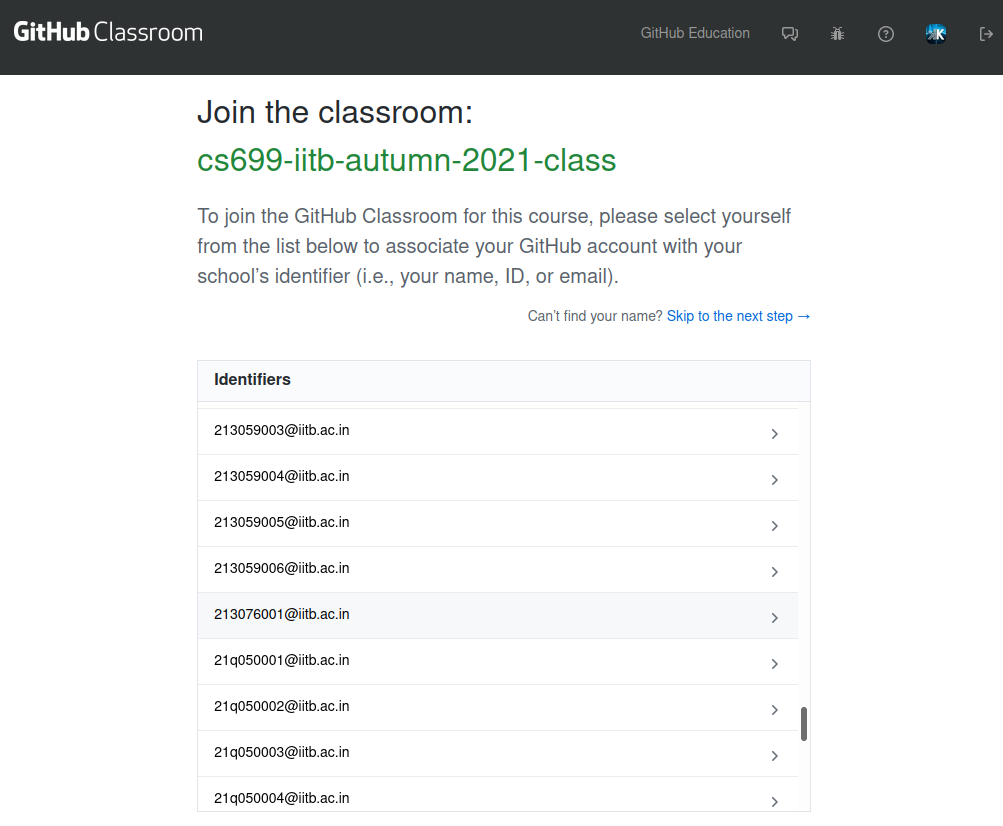 GitHub Classroom
GitHub Education
K
Join the classroom:
cs699-iitb-autumn-2021-class
To join the GitHub Classroom for this course, please select yourself
from the list below to associate your GitHub account with your
school’s identifier (i.e., your name, ID, or email).
Can’t find your name? Skip to the next step →
Identifiers
213059003@iitb.ac.in
213059004@iitb.ac.in
213059005@iitb.ac.in
213059006@iitb.ac.in
213076001@iitb.ac.in
21q050001@iitb.ac.in
21q050002@iitb.ac.in
21q050003@iitb.ac.in
21q050004@iitb.ac.in